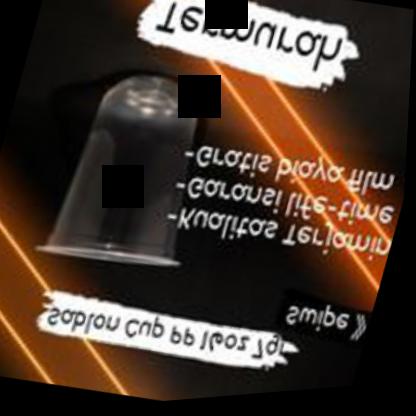 Sablon Cup PP 16oz 7gr
Swipe »
-Kualitas Terjamin
-Garansi life-time
-Gratis biaya film
Termurah